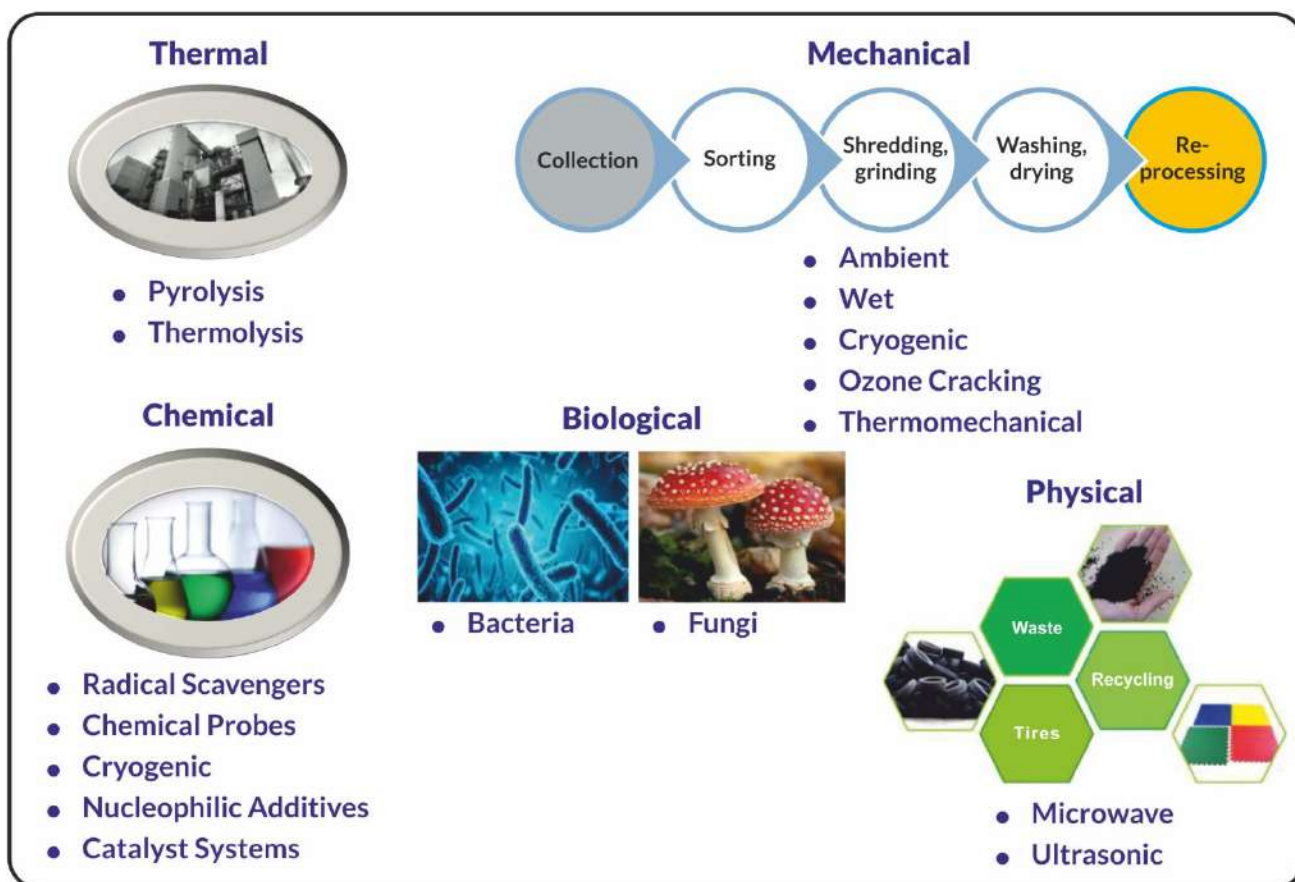 Thermal
• Pyrolysis
• Thermolysis
Mechanical
Collection
Sorting
Shredding,
grinding
Washing,
drying
Re-
processing
• Ambient
• Wet
• Cryogenic
• Ozone Cracking
• Thermomechanical
Chemical
• Radical Scavengers
• Chemical Probes
• Cryogenic
• Nucleophilic Additives
• Catalyst Systems
Biological
• Bacteria
• Fungi
Physical
Waste
Recycling
Tires
• Microwave
• Ultrasonic